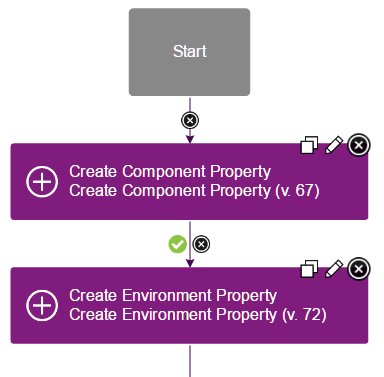 Start
Create Component Property
Create Component Property (v. 67)
Create Environment Property
Create Environment Property (v. 72)